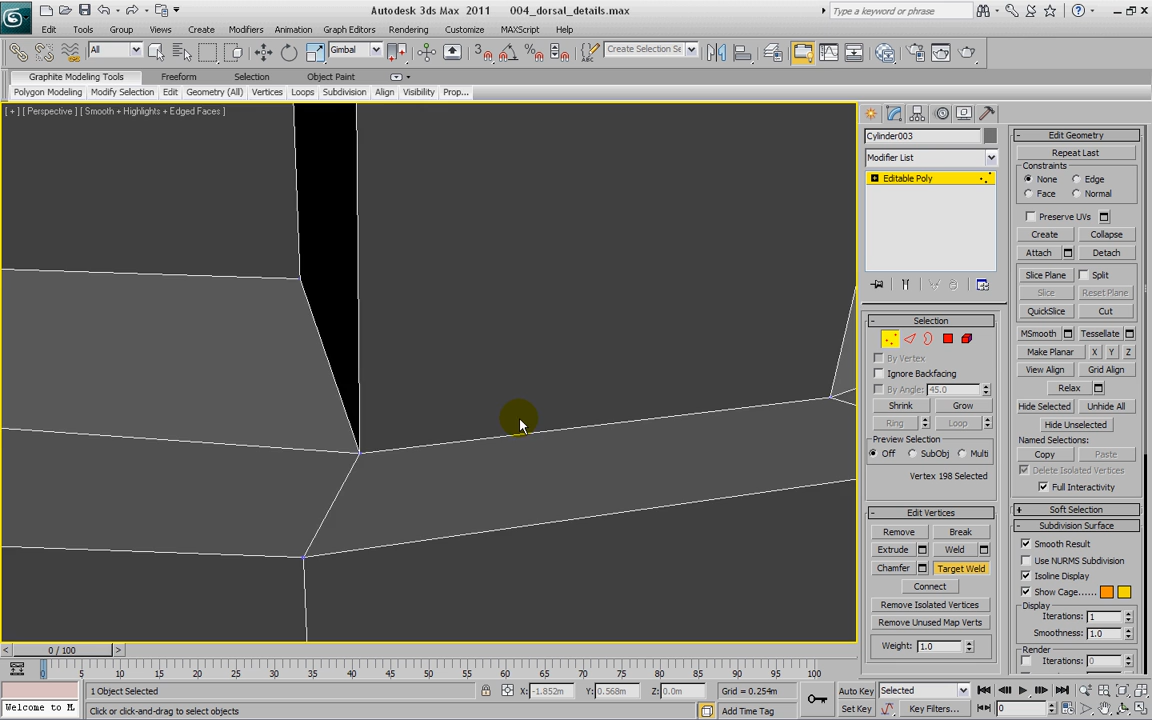 Autodesk 3ds Max 2011 004_dorsal_details.max
Type a keyword or phrase
Edit Tools Group Views Create Modifiers Animation Graph Editors Rendering Customize MAXScript Help
All Gimbal Create Selection Se
Graphite Modeling Tools Freeform Selection Object Paint
Polygon Modeling Modify Selection Edit Geometry (All) Vertices Loops Subdivision Align Visibility Prop...
[ + ] [ Perspective ] [ Smooth + Highlights + Edged Faces ]
Cylinder003
Modifier List
Editable Poly
Selection
By Vertex
Ignore Backfacing
By Angle: 45.0
Shrink Grow
Ring Loop
Preview Selection
Off SubObj Multi
Vertex 198 Selected
Edit Vertices
Remove Break
Extrude Weld
Chamfer Target Weld
Connect
Remove Isolated Vertices
Remove Unused Map Verts
Weight: 1.0
Edit Geometry
Repeat Last
Constraints
None Edge
Face Normal
Preserve UVs
Create Collapse
Attach Detach
Slice Plane Split
Slice Reset Plane
QuickSlice Cut
MSmooth Tessellate
Make Planar X Y Z
View Align Grid Align
Relax
Hide Selected Unhide All
Hide Unselected
Named Selections:
Copy Paste
Delete Isolated Vertices
Full Interactivity
Soft Selection
Subdivision Surface
Smooth Result
Use NURMS Subdivision
Isoline Display
Show Cage......
Display
Iterations: 1
Smoothness: 1.0
Render
Iterations: 0
0 / 100
0 5 10 15 20 25 30 35 40 45 50 55 60 65 70 75 80 85 90 95 100
1 Object Selected X: -1.852m Y: 0.568m Z: 0.0m Grid = 0.254m Auto Key Selected
Welcome to M Click or click-and-drag to select objects Add Time Tag Set Key Key Filters... 0